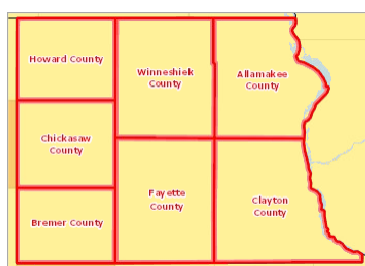 Howard County
Winneshiek
County
Allamakee
County
Chickasaw
County
Fayette
County
Clayton
County
Bremer County